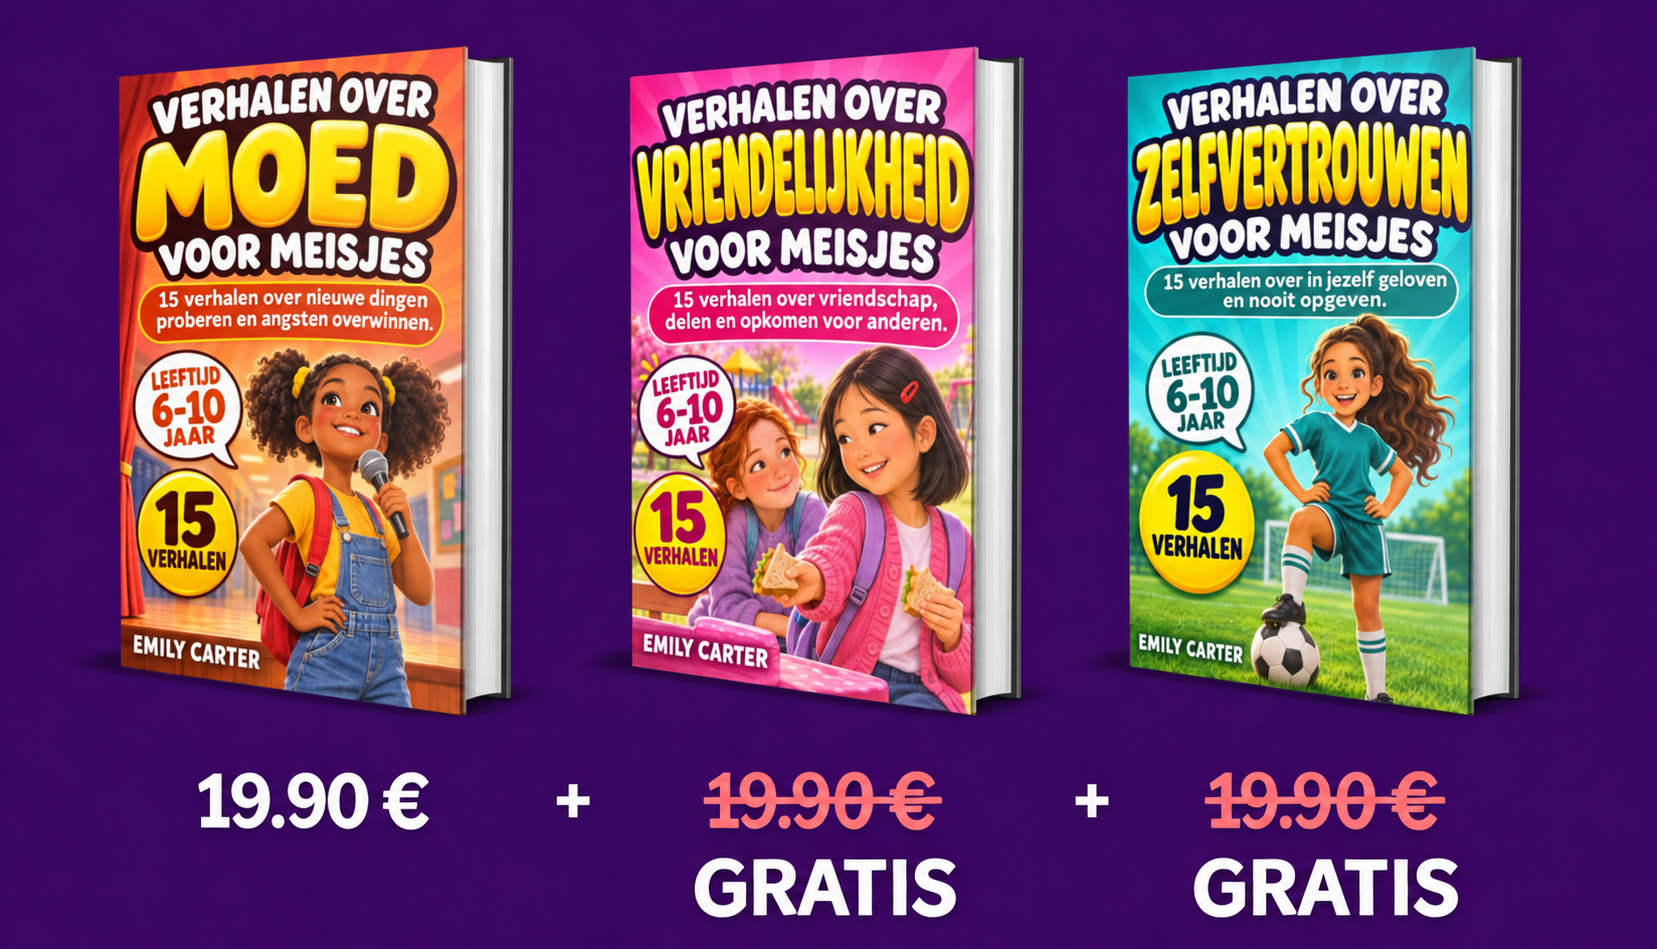 VERHALEN OVER
MOED
VOOR MEISJES
15 verhalen over nieuwe dingen
proberen en angsten overwinnen.
LEEFTIJD
6-10
JAAR
15
VERHALEN
EMILY CARTER
VERHALEN OVER
VRIENDELIJKHEID
VOOR MEISJES
15 verhalen over vriendschap,
delen en opkomen voor anderen.
LEEFTIJD
6-10
JAAR
15
VERHALEN
EMILY CARTER
VERHALEN OVER
ZELFVERTROUWEN
VOOR MEISJES
15 verhalen over in jezelf geloven
en nooit opgeven.
LEEFTIJD
6-10
JAAR
15
VERHALEN
EMILY CARTER
19.90 € + 19.90 € + 19.90 €
GRATIS GRATIS